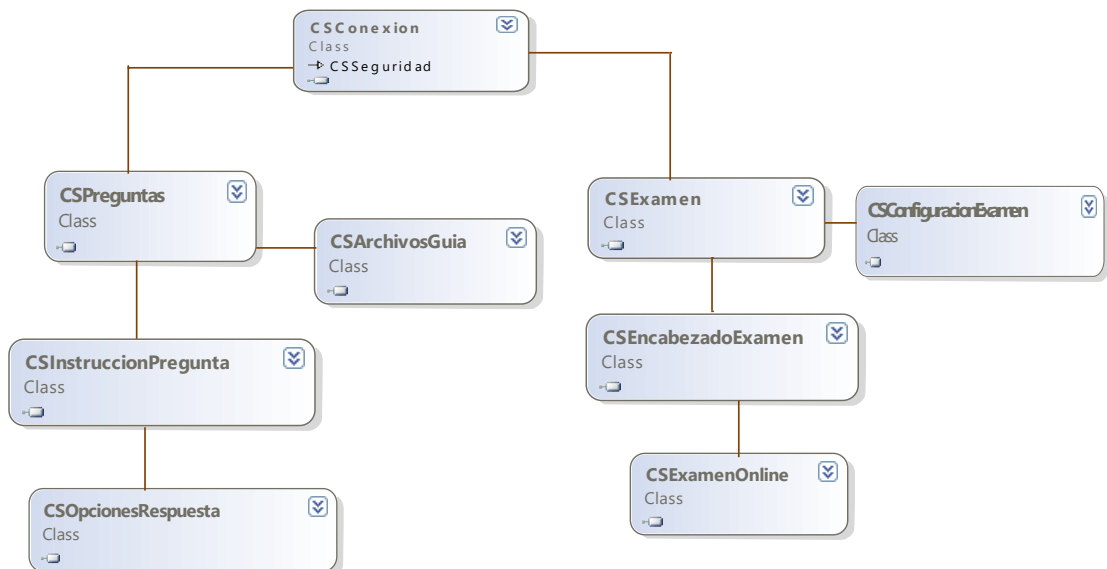 CSConexion
Class
CSSeguridad
CSPreguntas
Class
CSArchivosGuia
Class
CSInstruccionPregunta
Class
CSOpcionesRespuesta
Class
CSExamen
Class
CSConfiguracionExamen
Class
CSEncabezadoExamen
Class
CSExamenOnline
Class